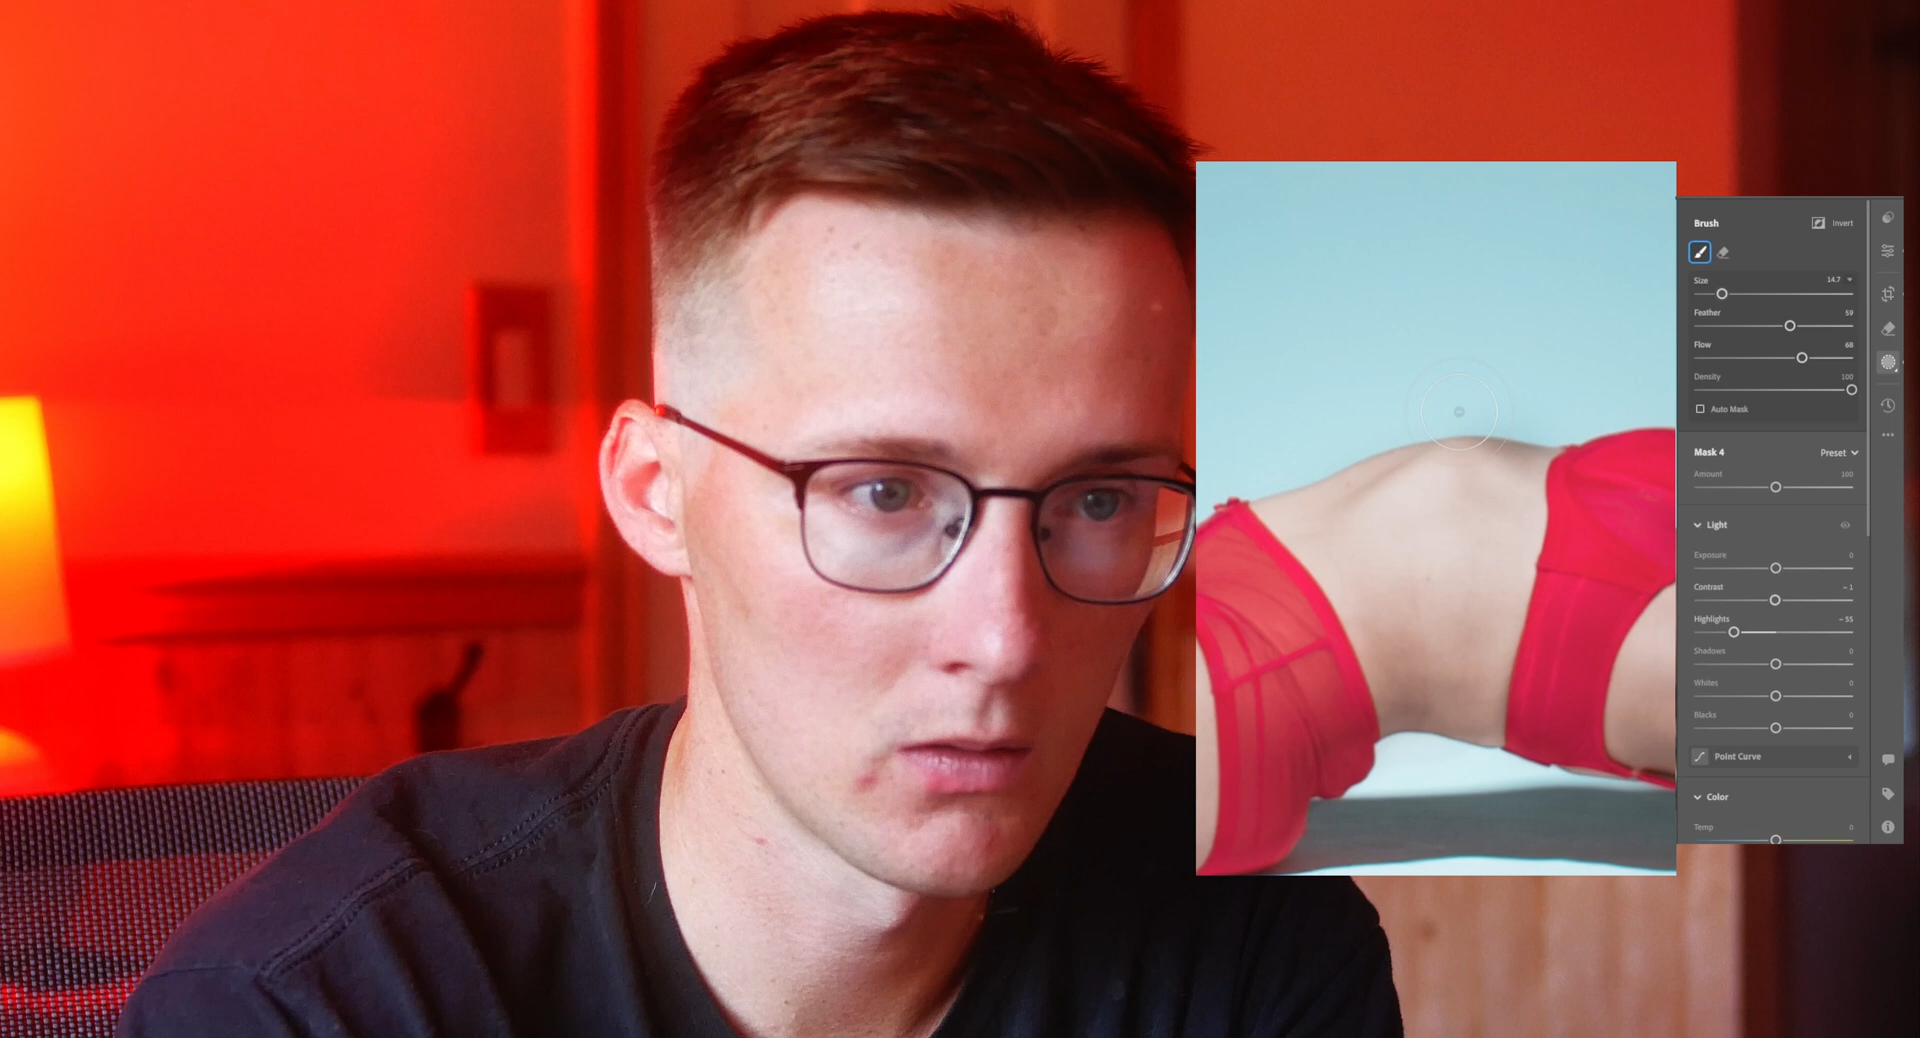 Brush Invert
Size 14.7
Feather 59
Flow 68
Density 100
Auto Mask
Mask 4 Preset
Amount 100
Light
Exposure 0
Contrast – 1
Highlights – 55
Shadows 0
Whites 0
Blacks 0
Point Curve
Color
Temp 0